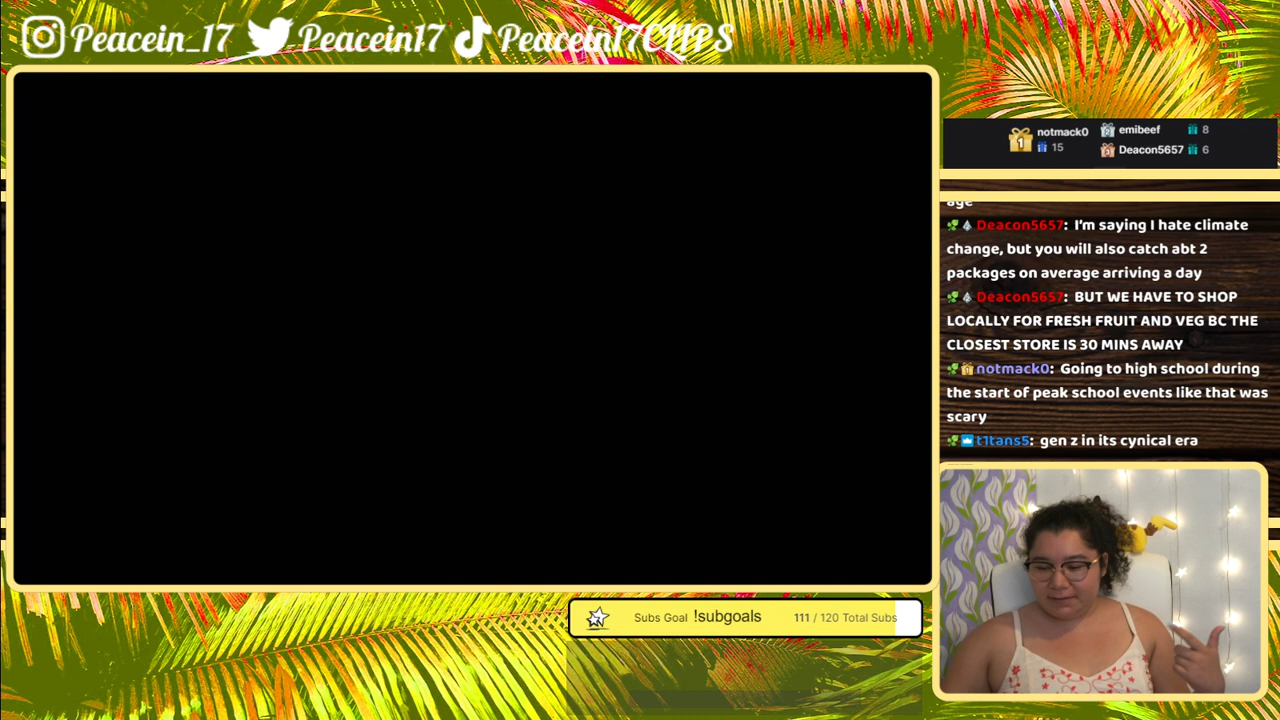 Peacein_17 Peacein17 Peacein17ClIPS
notmack0 emibeef 8
15 Deacon5657 6
age
Deacon5657: I'm saying I hate climate
change, but you will also catch abt 2
packages on average arriving a day
Deacon5657: BUT WE HAVE TO SHOP
LOCALLY FOR FRESH FRUIT AND VEG BC THE
CLOSEST STORE IS 30 MINS AWAY
notmack0: Going to high school during
the start of peak school events like that was
scary
t1tans5: gen z in its cynical era
Subs Goal !subgoals 111 / 120 Total Subs